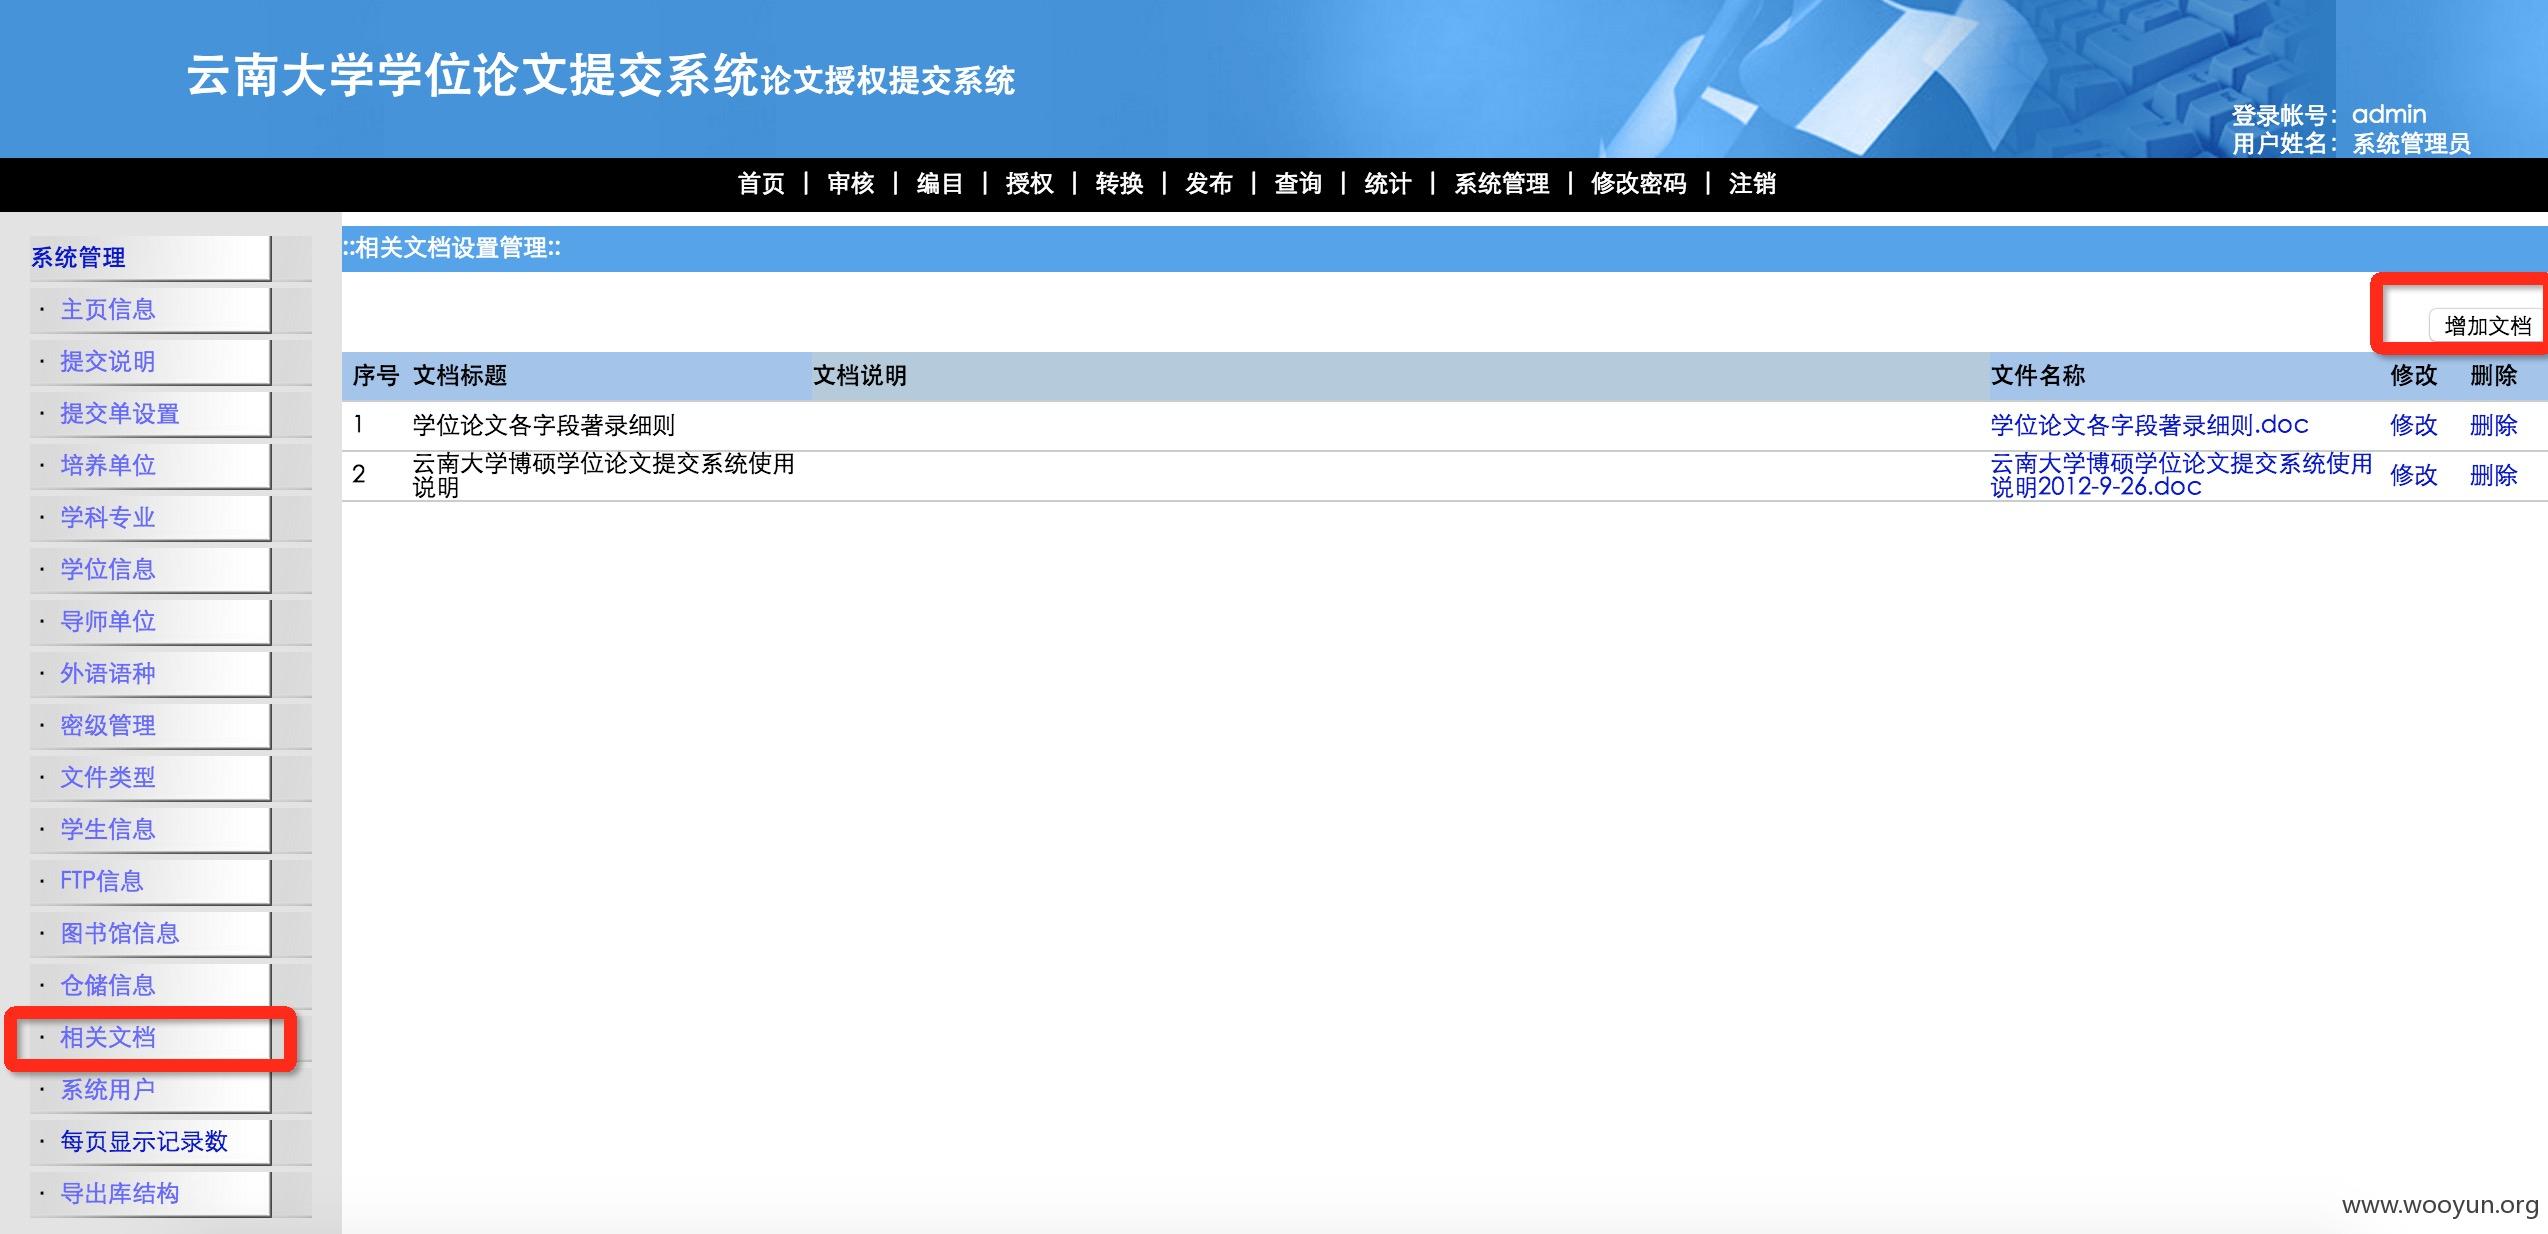 云南大学学位论文提交系统论文授权提交系统
登录帐号：admin
用户姓名：系统管理员
首页 | 审核 | 编目 | 授权 | 转换 | 发布 | 查询 | 统计 | 系统管理 | 修改密码 | 注销
系统管理
· 主页信息
· 提交说明
· 提交单设置
· 培养单位
· 学科专业
· 学位信息
· 导师单位
· 外语语种
· 密级管理
· 文件类型
· 学生信息
· FTP信息
· 图书馆信息
· 仓储信息
· 相关文档
· 系统用户
· 每页显示记录数
· 导出库结构
::相关文档设置管理::
增加文档
序号 文档标题 文档说明 文件名称 修改 删除
1 学位论文各字段著录细则 学位论文各字段著录细则.doc 修改 删除
2 云南大学博硕学位论文提交系统使用 云南大学博硕学位论文提交系统使用 修改 删除
说明 说明2012-9-26.doc
www.wooyun.org